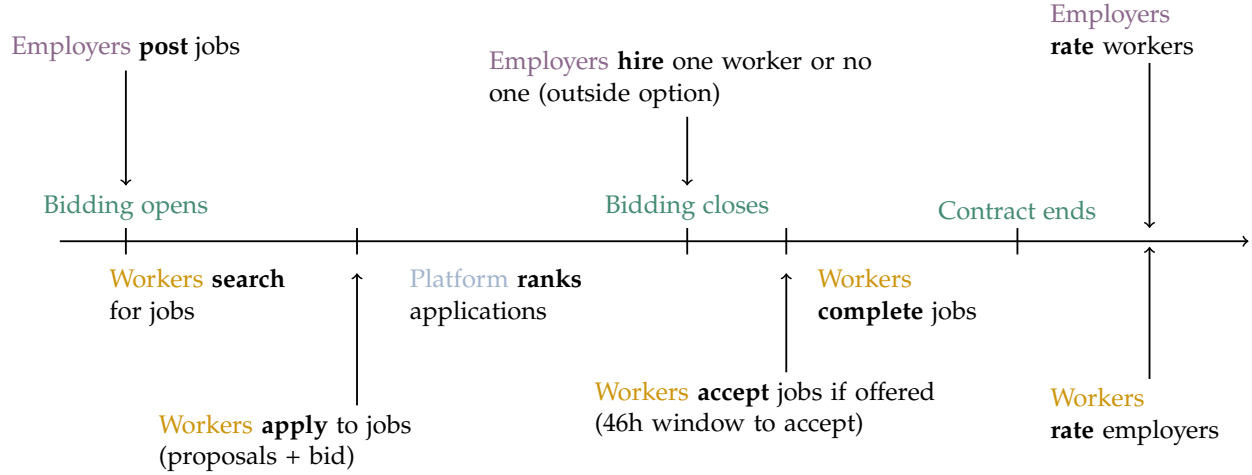 Employers post jobs
Employers hire one worker or no
one (outside option)
Employers
rate workers
Bidding opens
Bidding closes
Contract ends
Workers search
for jobs
Platform ranks
applications
Workers
complete jobs
Workers apply to jobs
(proposals + bid)
Workers accept jobs if offered
(46h window to accept)
Workers
rate employers